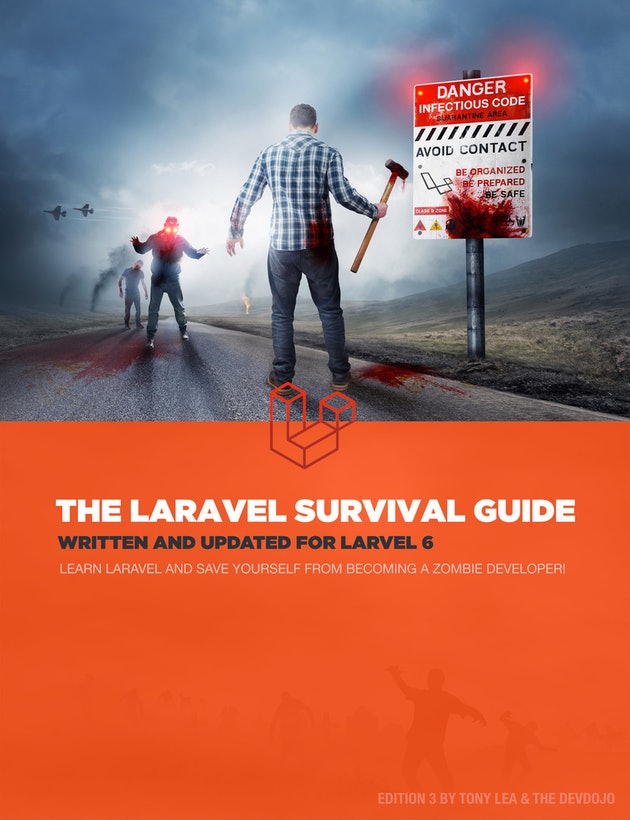 DANGER
INFECTIOUS CODE
QUARANTINE AREA
AVOID CONTACT
BE ORGANIZED
BE PREPARED
BE SAFE
CLASS B ZONE
THE LARAVEL SURVIVAL GUIDE
WRITTEN AND UPDATED FOR LARVEL 6
LEARN LARAVEL AND SAVE YOURSELF FROM BECOMING A ZOMBIE DEVELOPER!
EDITION 3 BY TONY LEA & THE DEVDOJO